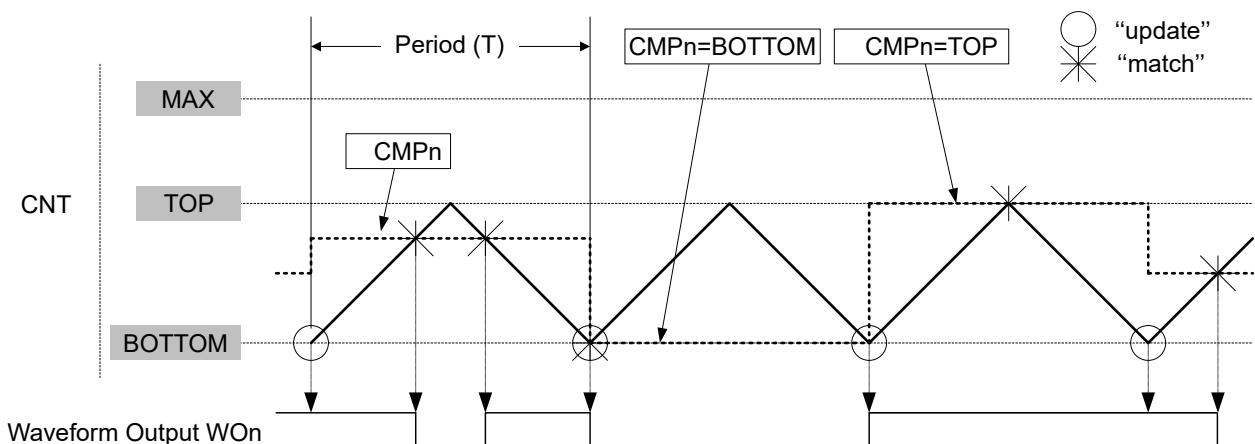 Period (T)
CMPn=BOTTOM
CMPn=TOP
“update”
“match”
MAX
CMPn
CNT
TOP
BOTTOM
Waveform Output WOn